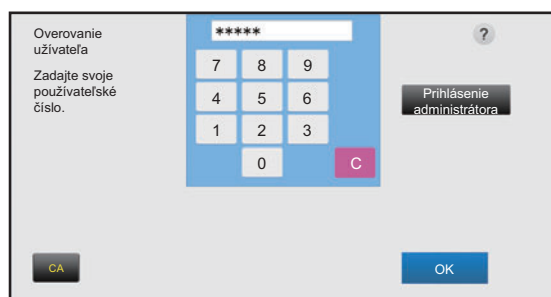 Overovanie
užívateľa
Zadajte svoje
používateľské
číslo.
*****
7 8 9
4 5 6
1 2 3
0 C
?
Prihlásenie
administrátora
CA
OK